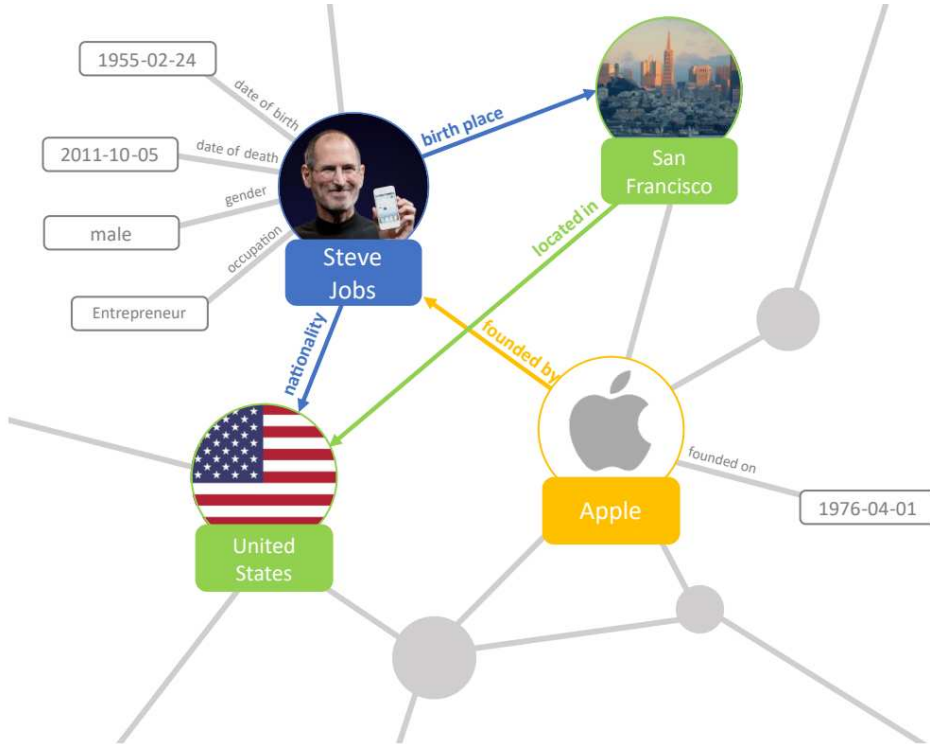 1955-02-24
date of birth
2011-10-05
date of death
gender
male
occupation
Entrepreneur
Steve
Jobs
birth place
San
Francisco
located in
nationality
founded by
United
States
Apple
founded on
1976-04-01